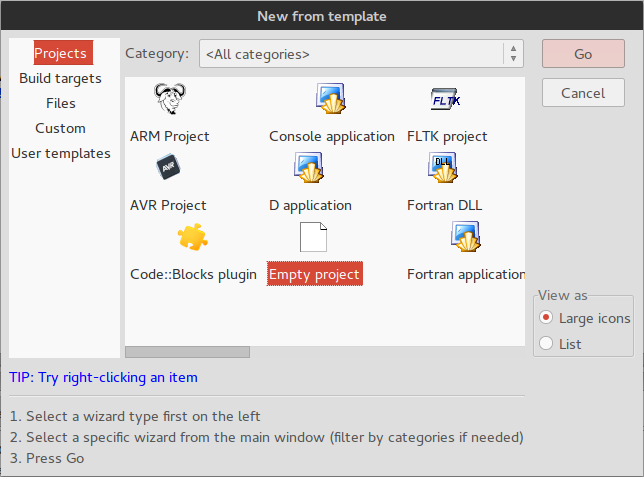 New from template
Projects
Build targets
Files
Custom
User templates
Category: <All categories>
Go
Cancel
FLTK
ARM Project
Console application
FLTK project
AVR
DLL
AVR Project
D application
Fortran DLL
Code::Blocks plugin
Empty project
Fortran application
View as
Large icons
List
TIP: Try right-clicking an item
1. Select a wizard type first on the left
2. Select a specific wizard from the main window (filter by categories if needed)
3. Press Go